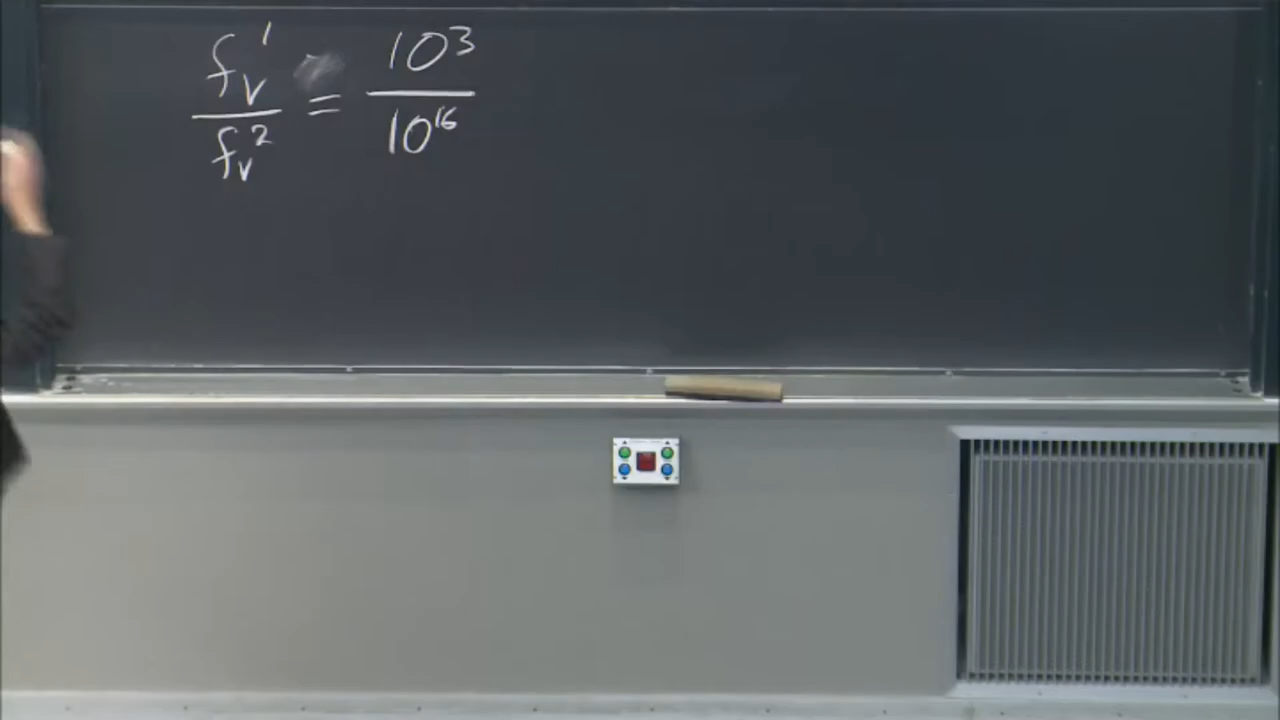 f_v^1 / f_v^2 = 10^3 / 10^16